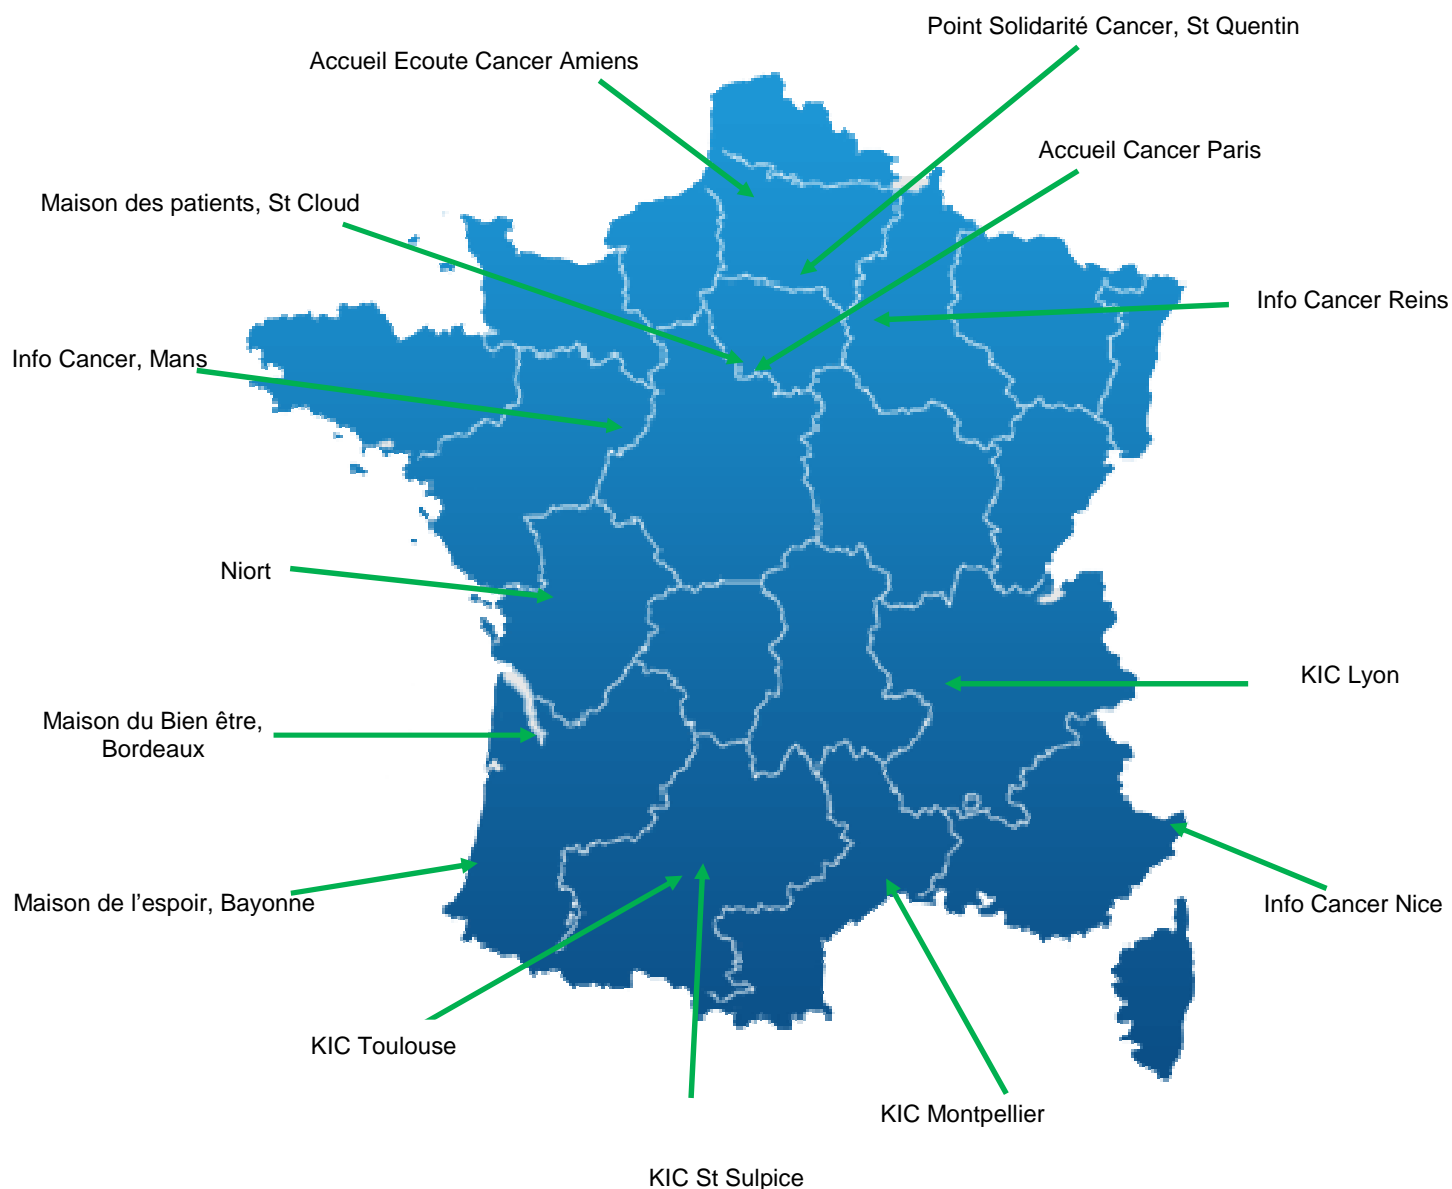 Point Solidarité Cancer, St Quentin
Accueil Ecoute Cancer Amiens
Accueil Cancer Paris
Maison des patients, St Cloud
Info Cancer Reins
Info Cancer, Mans
Niort
KIC Lyon
Maison du Bien être,
Bordeaux
Maison de l'espoir, Bayonne
Info Cancer Nice
KIC Toulouse
KIC Montpellier
KIC St Sulpice